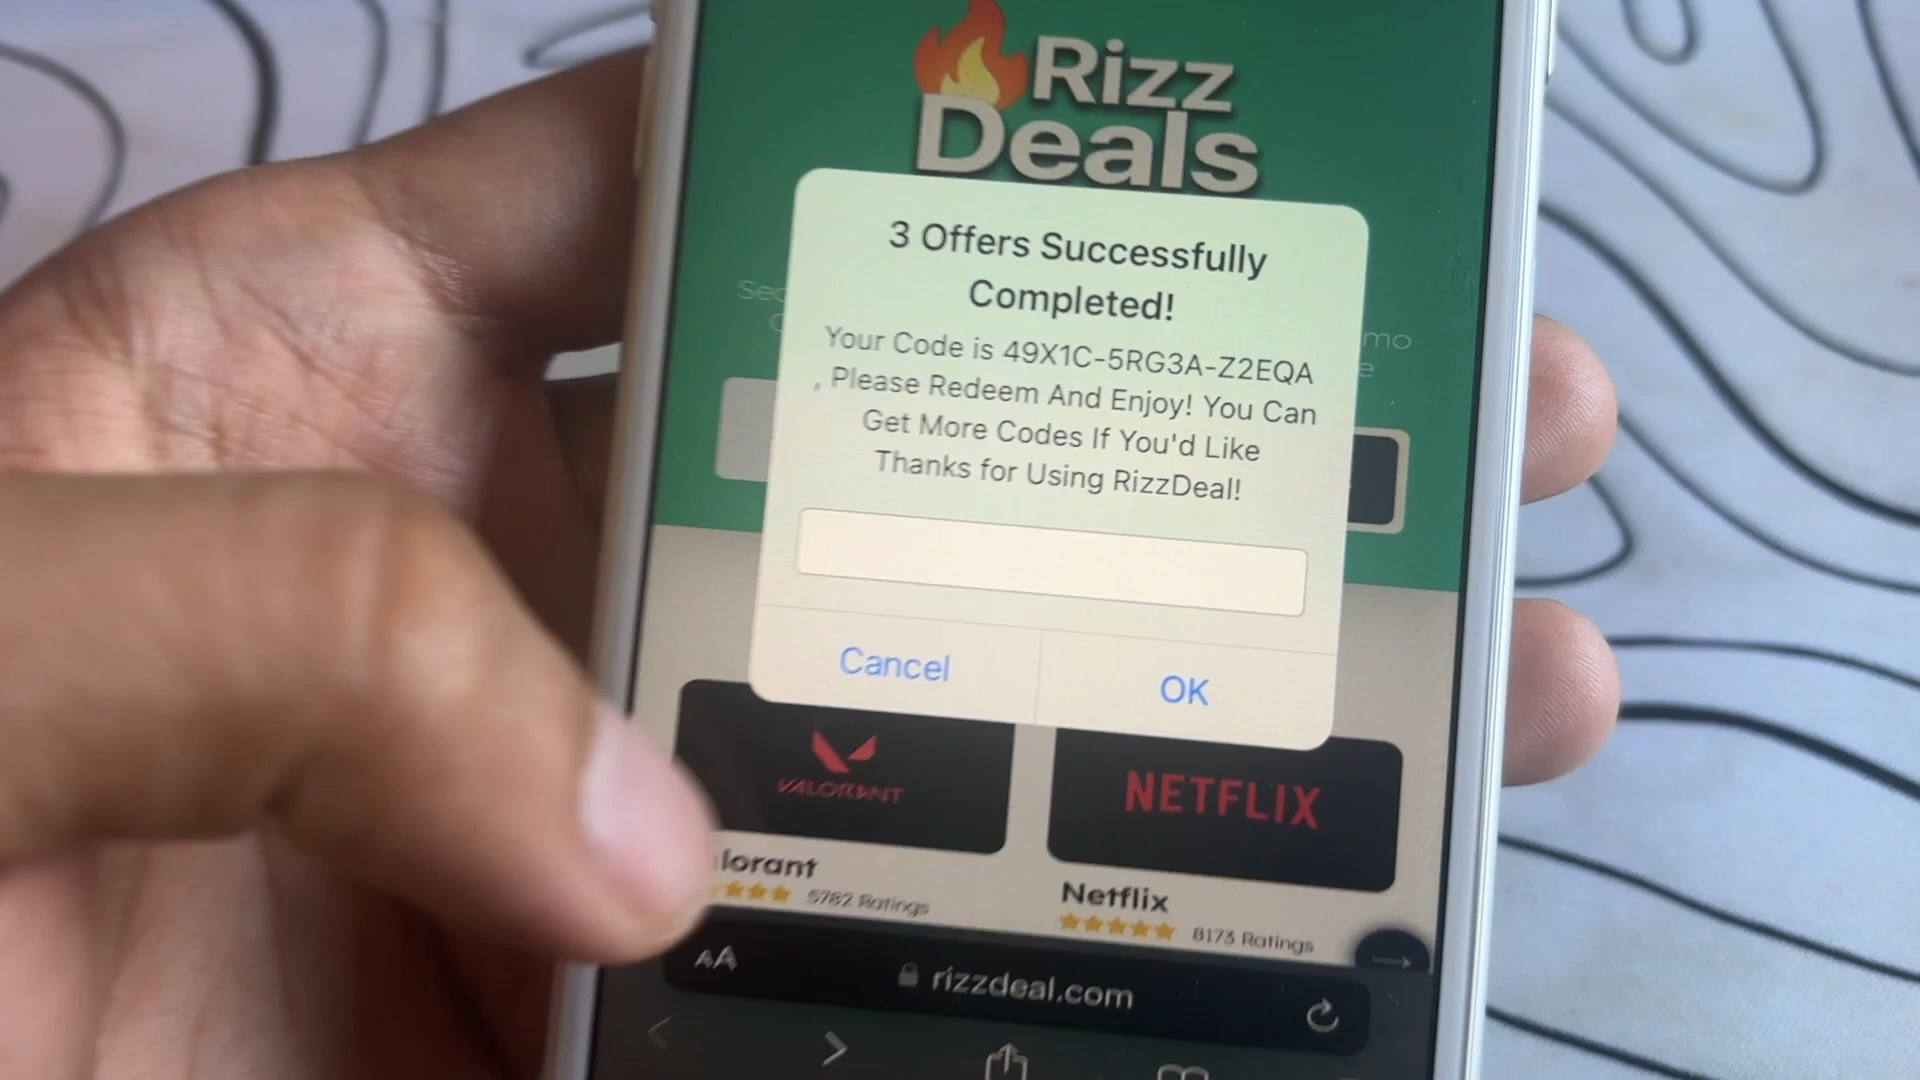 Rizz
Deals
3 Offers Successfully
Completed!
Your Code is 49X1C-5RG3A-Z2EQA
, Please Redeem And Enjoy! You Can
Get More Codes If You'd Like
Thanks for Using RizzDeal!
Cancel
OK
VALORANT
NETFLIX
lorant
5782 Ratings
Netflix
8173 Ratings
AA
rizzdeal.com